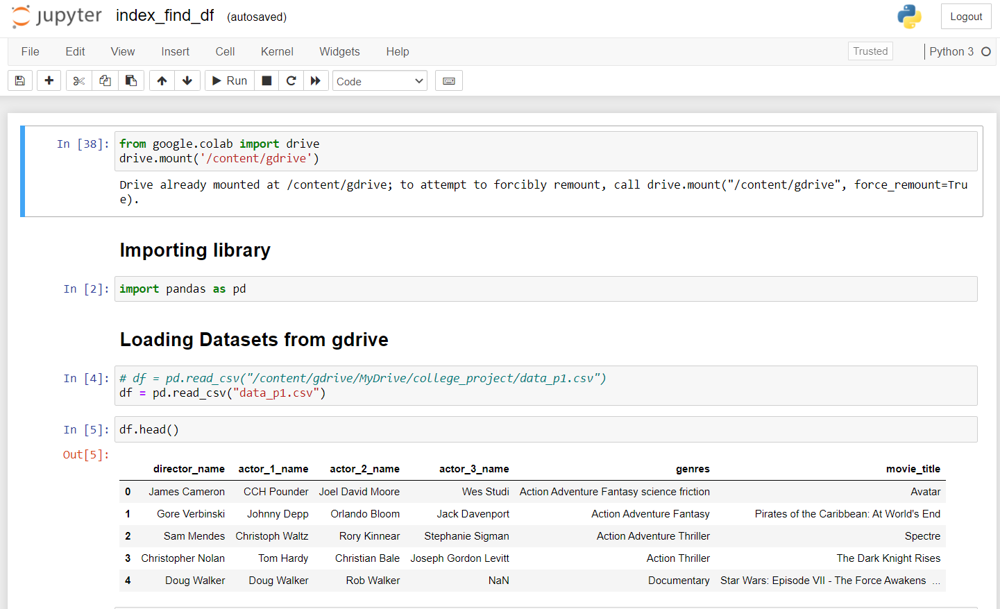 jupyter index_find_df (autosaved) Logout
File Edit View Insert Cell Kernel Widgets Help Trusted Python 3
Run Code
In [38]: from google.colab import drive
drive.mount('/content/gdrive')
Drive already mounted at /content/gdrive; to attempt to forcibly remount, call drive.mount("/content/gdrive", force_remount=Tru
e).
Importing library
In [2]: import pandas as pd
Loading Datasets from gdrive
In [4]: # df = pd.read_csv("/content/gdrive/MyDrive/college_project/data_p1.csv")
df = pd.read_csv("data_p1.csv")
In [5]: df.head()
Out[5]:
director_name actor_1_name actor_2_name actor_3_name genres movie_title
0 James Cameron CCH Pounder Joel David Moore Wes Studi Action Adventure Fantasy science friction Avatar
1 Gore Verbinski Johnny Depp Orlando Bloom Jack Davenport Action Adventure Fantasy Pirates of the Caribbean: At World's End
2 Sam Mendes Christoph Waltz Rory Kinnear Stephanie Sigman Action Adventure Thriller Spectre
3 Christopher Nolan Tom Hardy Christian Bale Joseph Gordon Levitt Action Thriller The Dark Knight Rises
4 Doug Walker Doug Walker Rob Walker NaN Documentary Star Wars: Episode VII - The Force Awakens ...